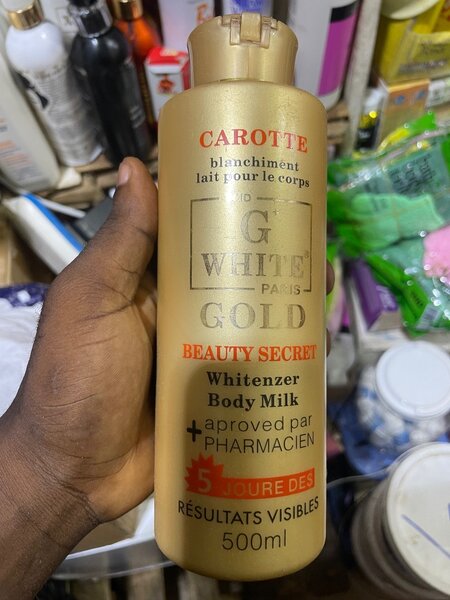 CAROTTE
blanchiment
lait pour le corps
G
WHITE
PARIS
GOLD
BEAUTY SECRET
Whitenzer
Body Milk
+ aproved par
PHARMACIEN
5 JOURE DES
RÉSULTATS VISIBLES
500ml